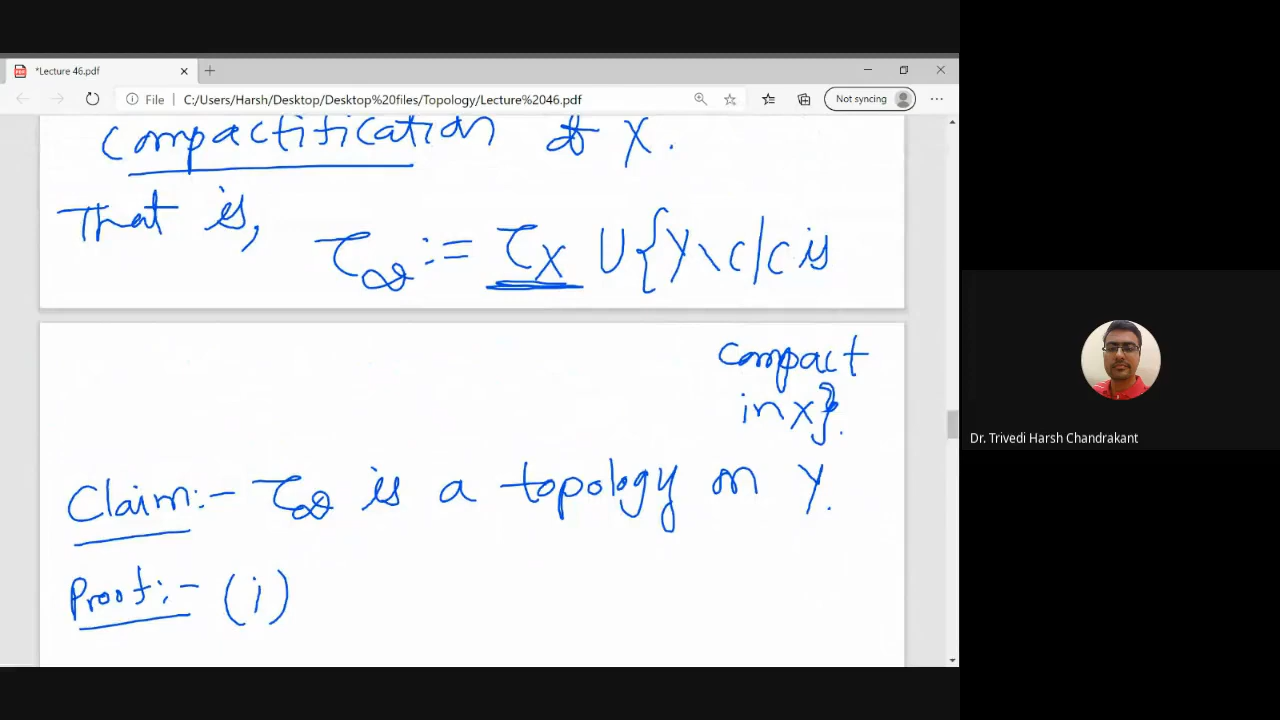 *Lecture 46.pdf
File | C:/Users/Harsh/Desktop/Desktop%20files/Topology/Lecture%2046.pdf
Not syncing
Compactification of X.
That is, τ∞ := τX ∪ {Y\C/C is
compact
in X}.
Claim:- τ∞ is a topology on Y.
Proof:- (i)
Dr. Trivedi Harsh Chandrakant